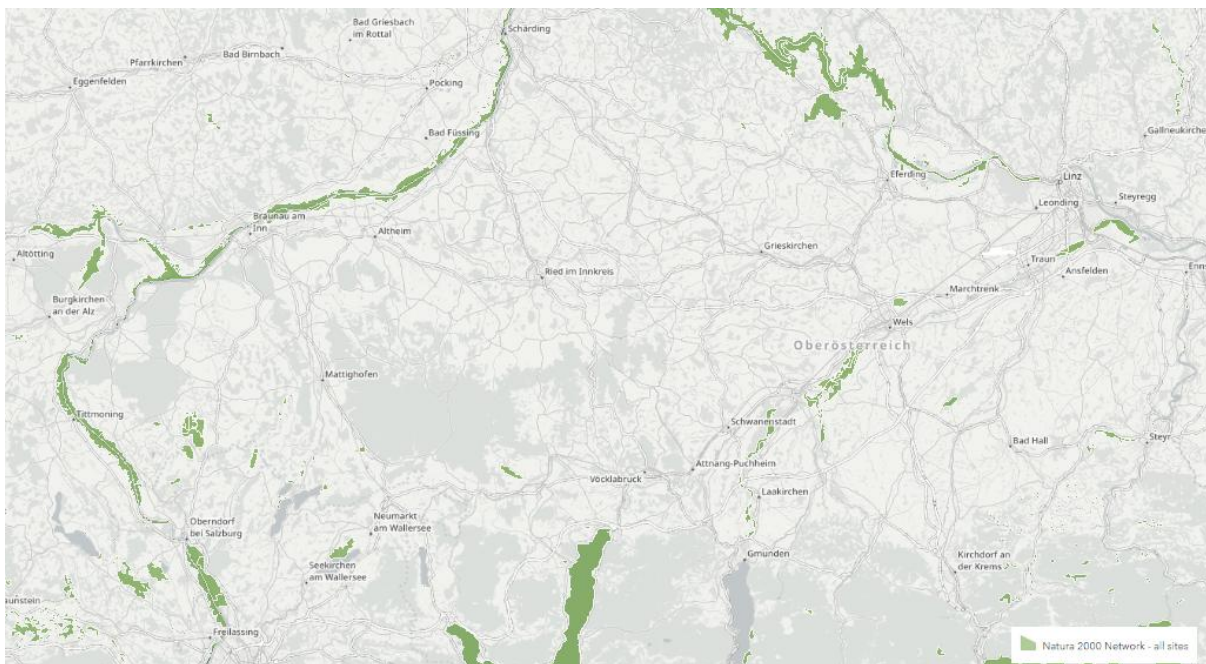 Bad Griesbach
im Rottal
Schärding
Pfarrkirchen
Bad Birnbach
Eggenfelden
Pocking
Bad Füssing
Gallneukirchen
Eferding
Linz
Steyregg
Leonding
Braunau am
Inn
Altheim
Altötting
Grieskirchen
Traun
Ansfelden
Enns
Ried im Innkreis
Burgkirchen
an der Alz
Marchtrenk
Wels
Oberösterreich
Mattighofen
Tittmoning
Schwanenstadt
Bad Hall
Steyr
Attnang-Puchheim
Vöcklabruck
Laakirchen
Oberndorf
bei Salzburg
Neumarkt
am Wallersee
Seekirchen
am Wallersee
Gmunden
Kirchdorf an
der Krems
aunstein
Freilassing
Natura 2000 Network - all sites